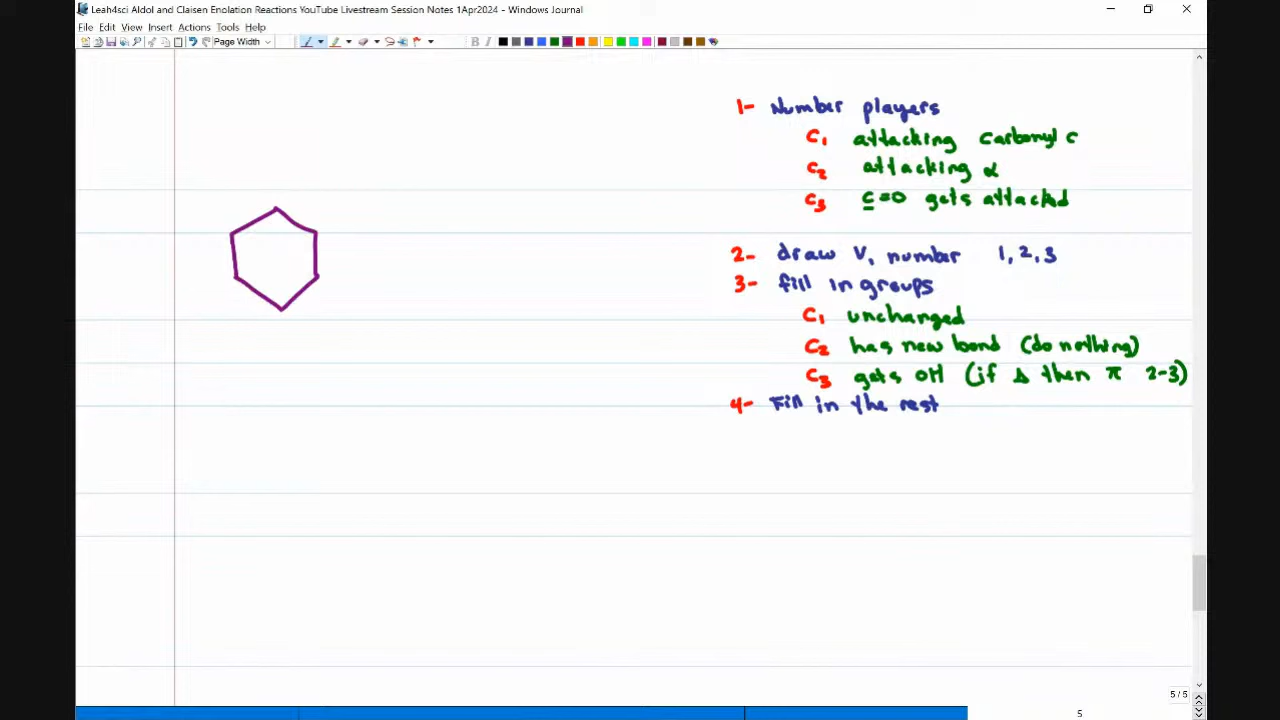 Leah4sci Aldol and Claisen Enolation Reactions YouTube Livestream Session Notes 1Apr2024 - Windows Journal
File Edit View Insert Actions Tools Help
Page Width
B I
1- Number players
C1 attacking carbonyl c
C2 attacking α
C3 C=O gets attacked
2- draw V, number 1, 2, 3
3- fill in groups
C1 unchanged
C2 has new bond (do nothing)
C3 gets OH (if Δ then π 2-3)
4- Fill in the rest
5 / 5
5